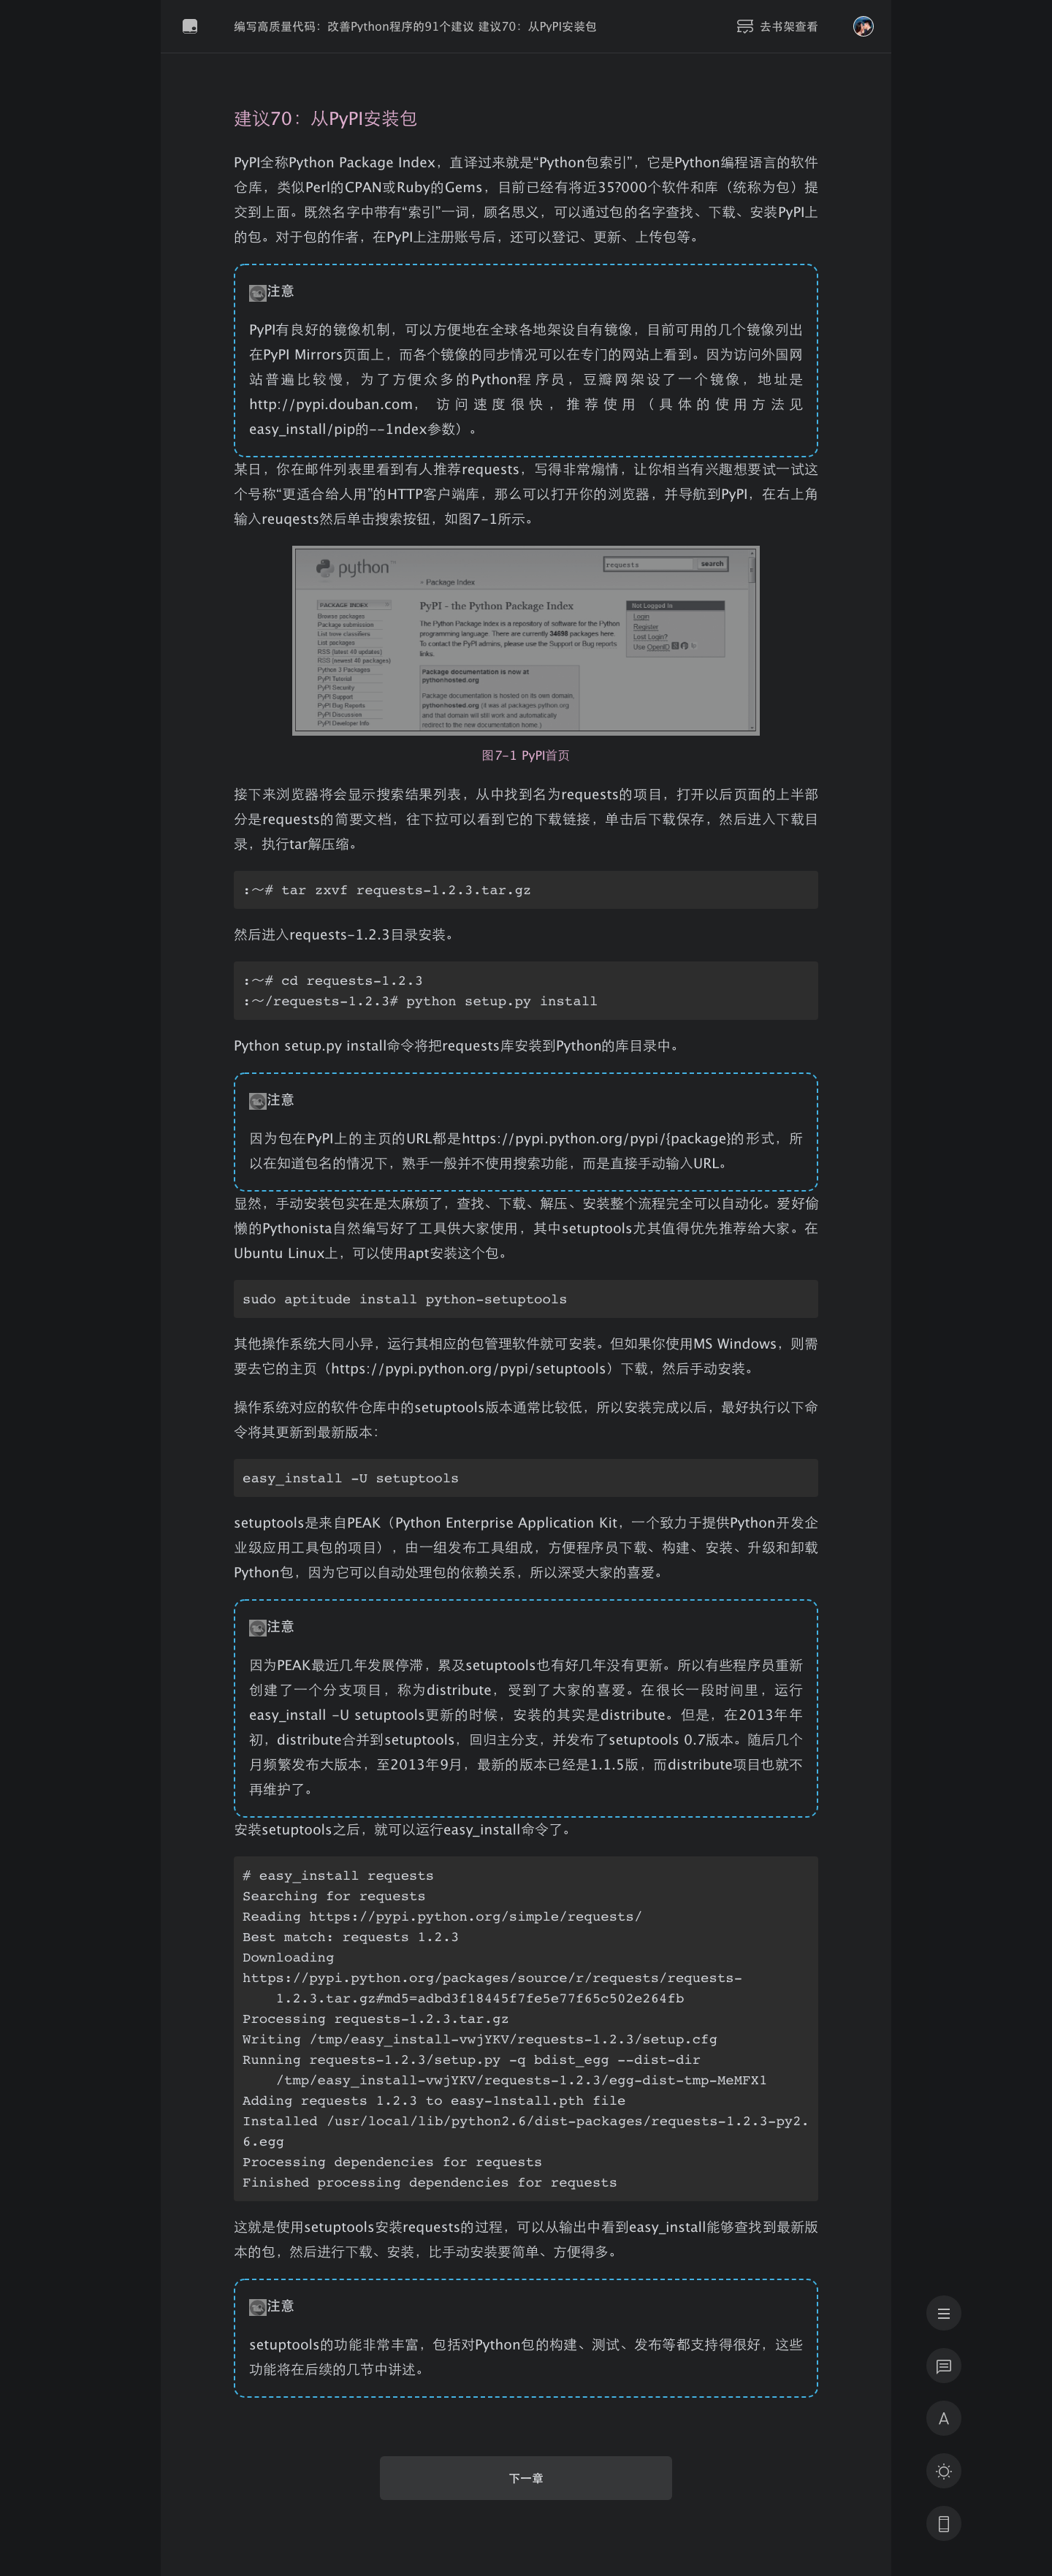 编写高质量代码：改善Python程序的91个建议 建议70：从PyPI安装包
去书架查看
建议70：从PyPI安装包
PyPI全称Python Package Index，直译过来就是“Python包索引”，它是Python编程语言的软件
仓库，类似Perl的CPAN或Ruby的Gems，目前已经有将近35?000个软件和库（统称为包）提
交到上面。既然名字中带有“索引”一词，顾名思义，可以通过包的名字查找、下载、安装PyPI上
的包。对于包的作者，在PyPI上注册账号后，还可以登记、更新、上传包等。
注意
PyPI有良好的镜像机制，可以方便地在全球各地架设自有镜像，目前可用的几个镜像列出
在PyPI Mirrors页面上，而各个镜像的同步情况可以在专门的网站上看到。因为访问外国网
站普遍比较慢，为了方便众多的Python程序员，豆瓣网架设了一个镜像，地址是
http://pypi.douban.com，访问速度很快，推荐使用（具体的使用方法见
easy_install/pip的--1ndex参数）。
某日，你在邮件列表里看到有人推荐requests，写得非常煽情，让你相当有兴趣想要试一试这
个号称“更适合给人用”的HTTP客户端库，那么可以打开你的浏览器，并导航到PyPI，在右上角
输入reuqests然后单击搜索按钮，如图7-1所示。
python
requests
search
» Package Index
PACKAGE INDEX
Browse packages
Package submission
List trove classifiers
List packages
RSS (latest 40 updates)
RSS (newest 40 packages)
Python 3 Packages
PyPI Tutorial
PyPI Security
PyPI Support
PyPI Bug Reports
PyPI Discussion
PyPI Developer Info
PyPI - the Python Package Index
The Python Package Index is a repository of software for the Python
programming language. There are currently 34698 packages here.
To contact the PyPI admins, please use the Support or Bug reports
links.
Package documentation is now at
pythonhosted.org
Package documentation is hosted on its own domain,
pythonhosted.org (it was at packages.python.org
and that domain will still work and automatically
redirect to the new documentation home.)
Not Logged In
Login
Register
Lost Login?
Use OpenID
图7-1 PyPI首页
接下来浏览器将会显示搜索结果列表，从中找到名为requests的项目，打开以后页面的上半部
分是requests的简要文档，往下拉可以看到它的下载链接，单击后下载保存，然后进入下载目
录，执行tar解压缩。
:～# tar zxvf requests-1.2.3.tar.gz
然后进入requests-1.2.3目录安装。
:～# cd requests-1.2.3
:～/requests-1.2.3# python setup.py install
Python setup.py install命令将把requests库安装到Python的库目录中。
注意
因为包在PyPI上的主页的URL都是https://pypi.python.org/pypi/{package}的形式，所
以在知道包名的情况下，熟手一般并不使用搜索功能，而是直接手动输入URL。
显然，手动安装包实在是太麻烦了，查找、下载、解压、安装整个流程完全可以自动化。爱好偷
懒的Pythonista自然编写好了工具供大家使用，其中setuptools尤其值得优先推荐给大家。在
Ubuntu Linux上，可以使用apt安装这个包。
sudo aptitude install python-setuptools
其他操作系统大同小异，运行其相应的包管理软件就可安装。但如果你使用MS Windows，则需
要去它的主页（https://pypi.python.org/pypi/setuptools）下载，然后手动安装。
操作系统对应的软件仓库中的setuptools版本通常比较低，所以安装完成以后，最好执行以下命
令将其更新到最新版本：
easy_install -U setuptools
setuptools是来自PEAK（Python Enterprise Application Kit，一个致力于提供Python开发企
业级应用工具包的项目），由一组发布工具组成，方便程序员下载、构建、安装、升级和卸载
Python包，因为它可以自动处理包的依赖关系，所以深受大家的喜爱。
注意
因为PEAK最近几年发展停滞，累及setuptools也有好几年没有更新。所以有些程序员重新
创建了一个分支项目，称为distribute，受到了大家的喜爱。在很长一段时间里，运行
easy_install -U setuptools更新的时候，安装的其实是distribute。但是，在2013年年
初，distribute合并到setuptools，回归主分支，并发布了setuptools 0.7版本。随后几个
月频繁发布大版本，至2013年9月，最新的版本已经是1.1.5版，而distribute项目也就不
再维护了。
安装setuptools之后，就可以运行easy_install命令了。
# easy_install requests
Searching for requests
Reading https://pypi.python.org/simple/requests/
Best match: requests 1.2.3
Downloading
https://pypi.python.org/packages/source/r/requests/requests-
1.2.3.tar.gz#md5=adbd3f18445f7fe5e77f65c502e264fb
Processing requests-1.2.3.tar.gz
Writing /tmp/easy_install-vwjYKV/requests-1.2.3/setup.cfg
Running requests-1.2.3/setup.py -q bdist_egg --dist-dir
/tmp/easy_install-vwjYKV/requests-1.2.3/egg-dist-tmp-MeMFX1
Adding requests 1.2.3 to easy-1nstall.pth file
Installed /usr/local/lib/python2.6/dist-packages/requests-1.2.3-py2.
6.egg
Processing dependencies for requests
Finished processing dependencies for requests
这就是使用setuptools安装requests的过程，可以从输出中看到easy_install能够查找到最新版
本的包，然后进行下载、安装，比手动安装要简单、方便得多。
注意
setuptools的功能非常丰富，包括对Python包的构建、测试、发布等都支持得很好，这些
功能将在后续的几节中讲述。
下一章